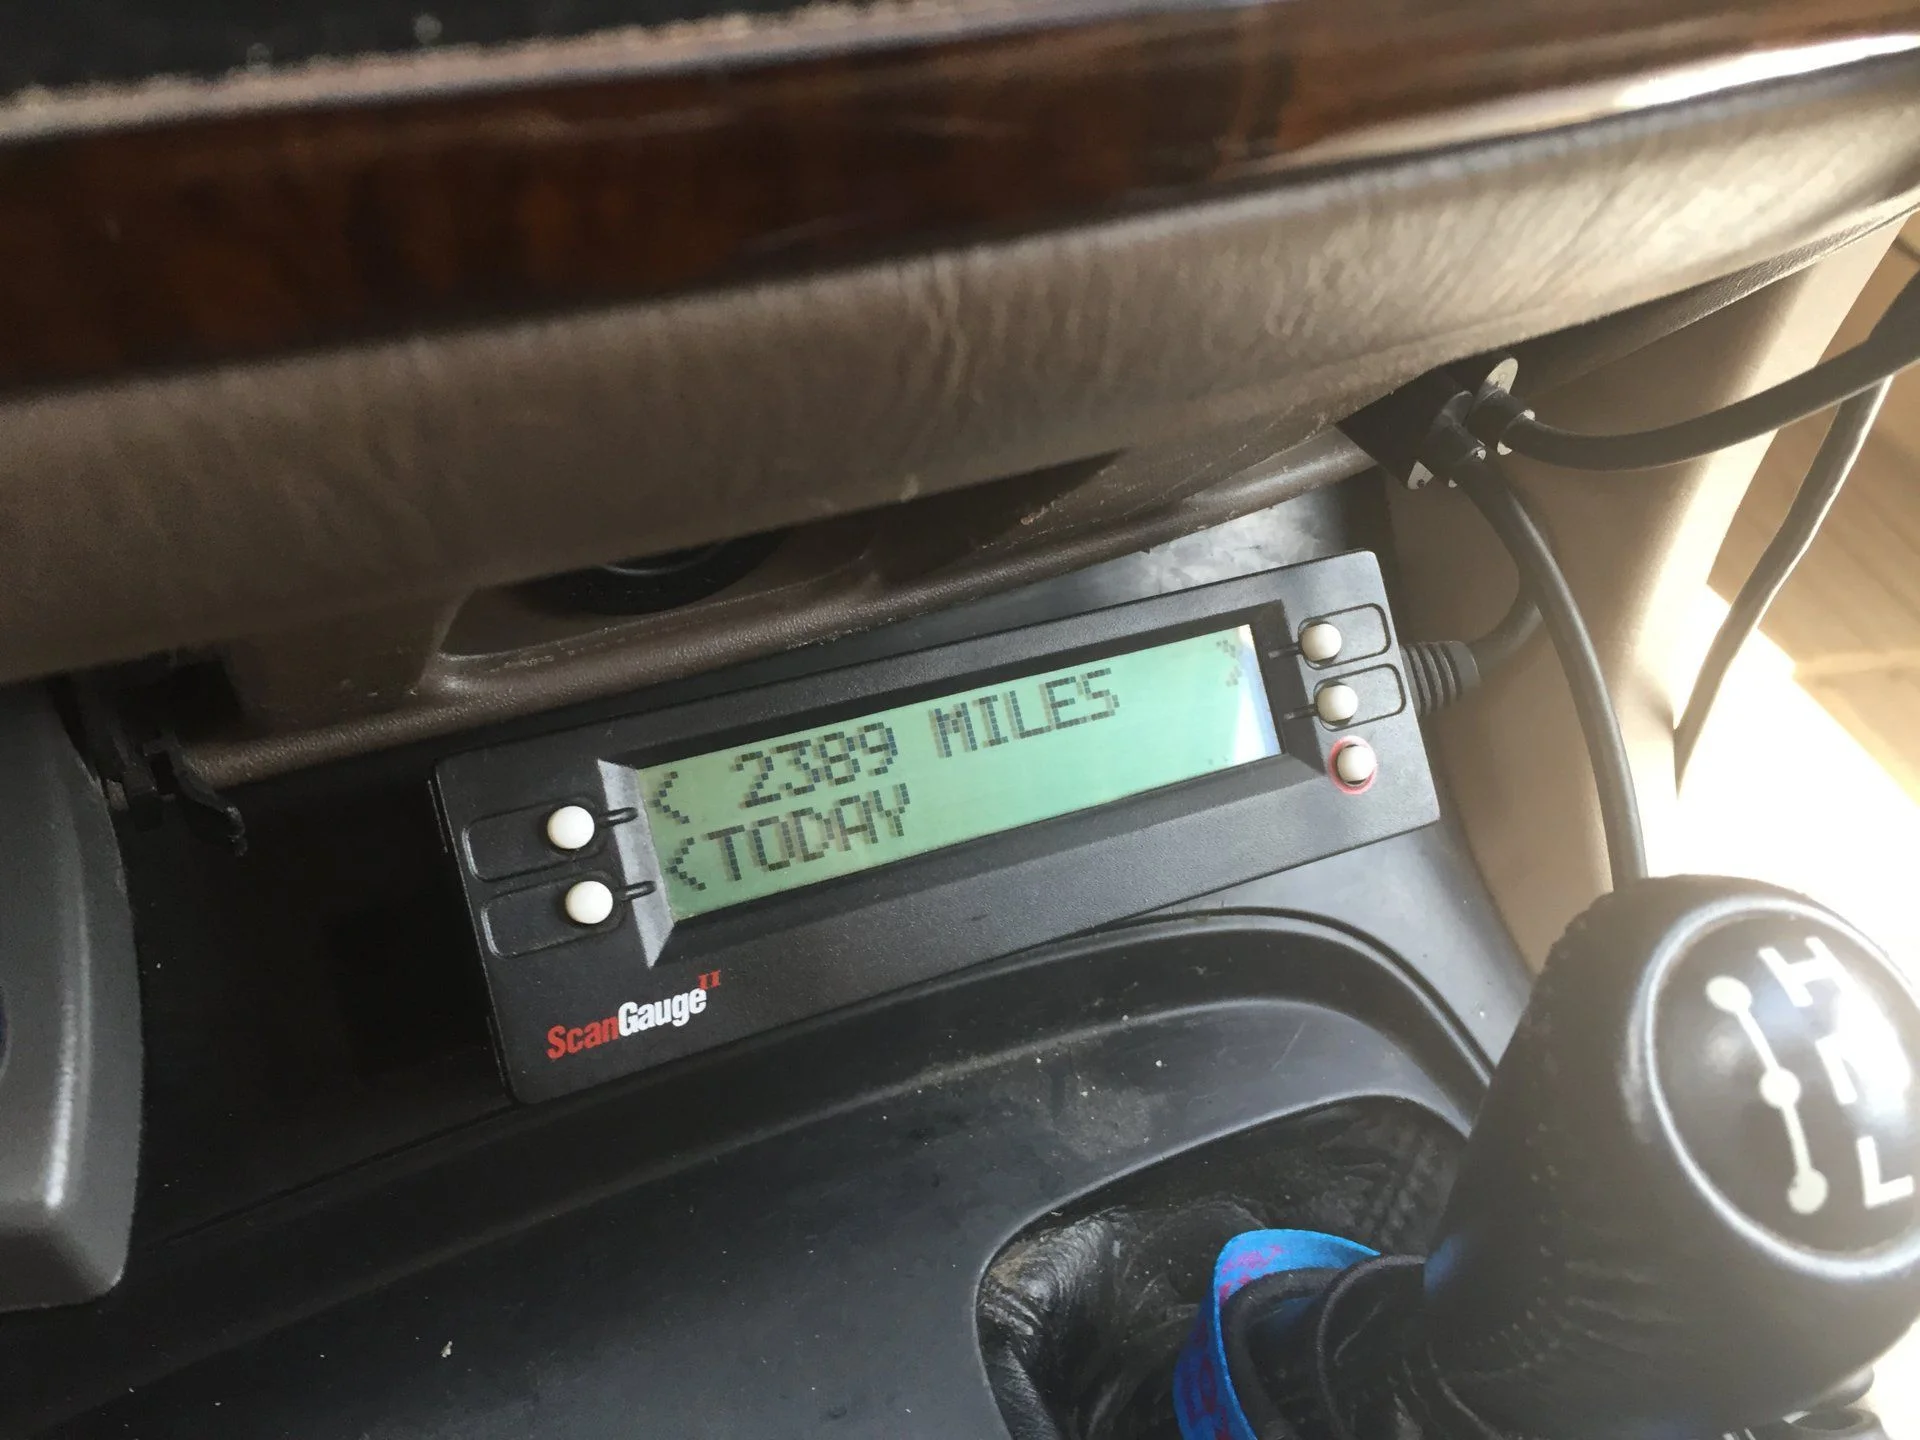 < 2389 MILES >
<TODAY
ScanGauge II
H
N
L